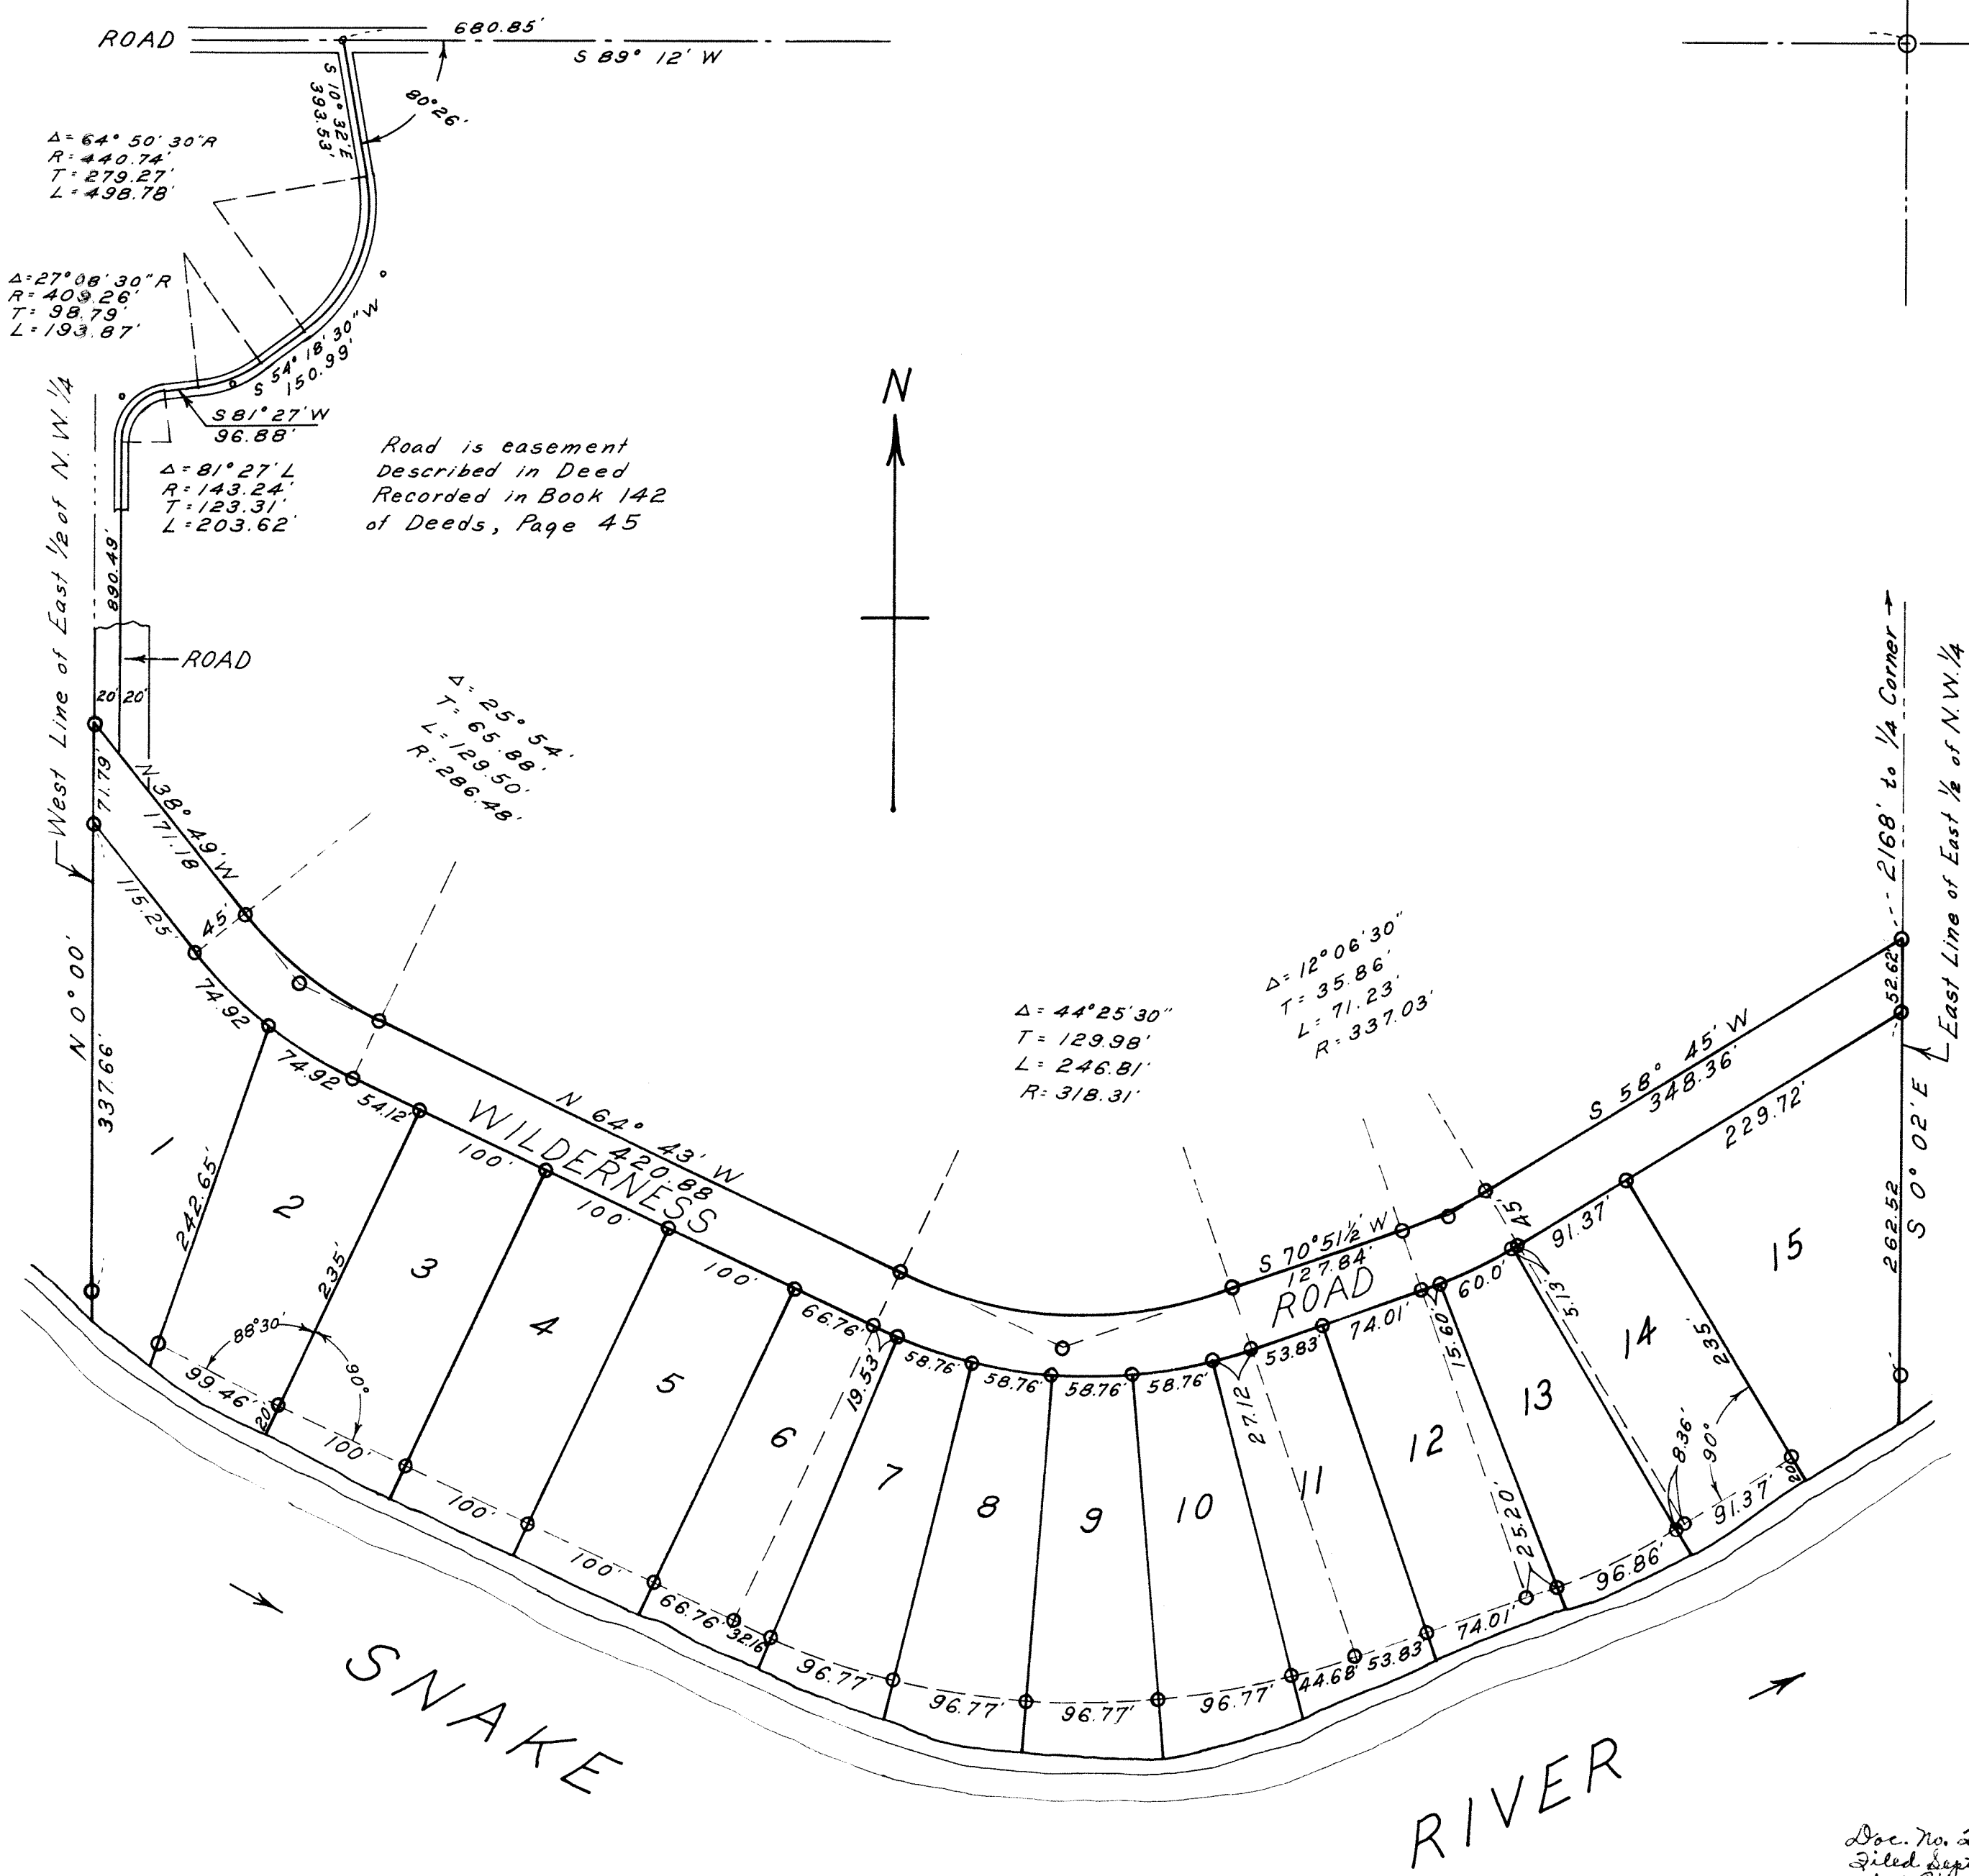 ROAD
680.85'
S 89° 12' W
S 10° 32' E
393.53'
80°26'
Δ= 64° 50' 30"R
R= 440.74'
T= 279.27'
L= 498.78'
Δ=27°08'30"R
R= 409.26'
T= 98.79'
L=193.87'
S 54° 18' 30" W
150.99'
S 81° 27' W
96.88'
Δ= 81° 27' L
R=143.24'
T=123.31'
L=203.62'
Road is easement
Described in Deed
Recorded in Book 142
of Deeds, Page 45
N
West Line of East 1/2 of N.W. 1/4
890.49'
ROAD
20' 20'
71.79'
N 38° 49' W
171.18
115.25'
45'
Δ= 25° 54'
T= 65.88'
L=129.50'
R=286.48'
N 0° 00'
337.66'
74.92
74.92
54.12'
N 64° 43' W
420.88
WILDERNESS
100'
100'
100'
66.76'
19.53'
58.76'
58.76'
58.76'
58.76'
27.12
53.83'
74.01'
15.60'
60.0'
5.13'
91.37'
229.72'
Δ= 44°25'30"
T= 129.98'
L= 246.81'
R= 318.31'
Δ= 12°06'30"
T= 35.86'
L= 71.23'
R= 337.03'
S 70°51½' W
127.84'
ROAD
45'
S 58° 45' W
348.36'
2168' to 1/4 Corner
East Line of East 1/2 of N.W. 1/4
52.62'
S 0° 02' E
262.52
1
2
3
4
5
6
7
8
9
10
11
12
13
14
15
242.65'
235'
88°30'
90°
99.46'
20'
100'
100'
100'
66.76'
32.16'
96.77'
96.77'
96.77'
96.77'
44.68'
53.83'
74.01'
25.20'
96.86'
8.36'
90°
235'
91.37'
20'
SNAKE
RIVER
Doc. No.
Filed Sept